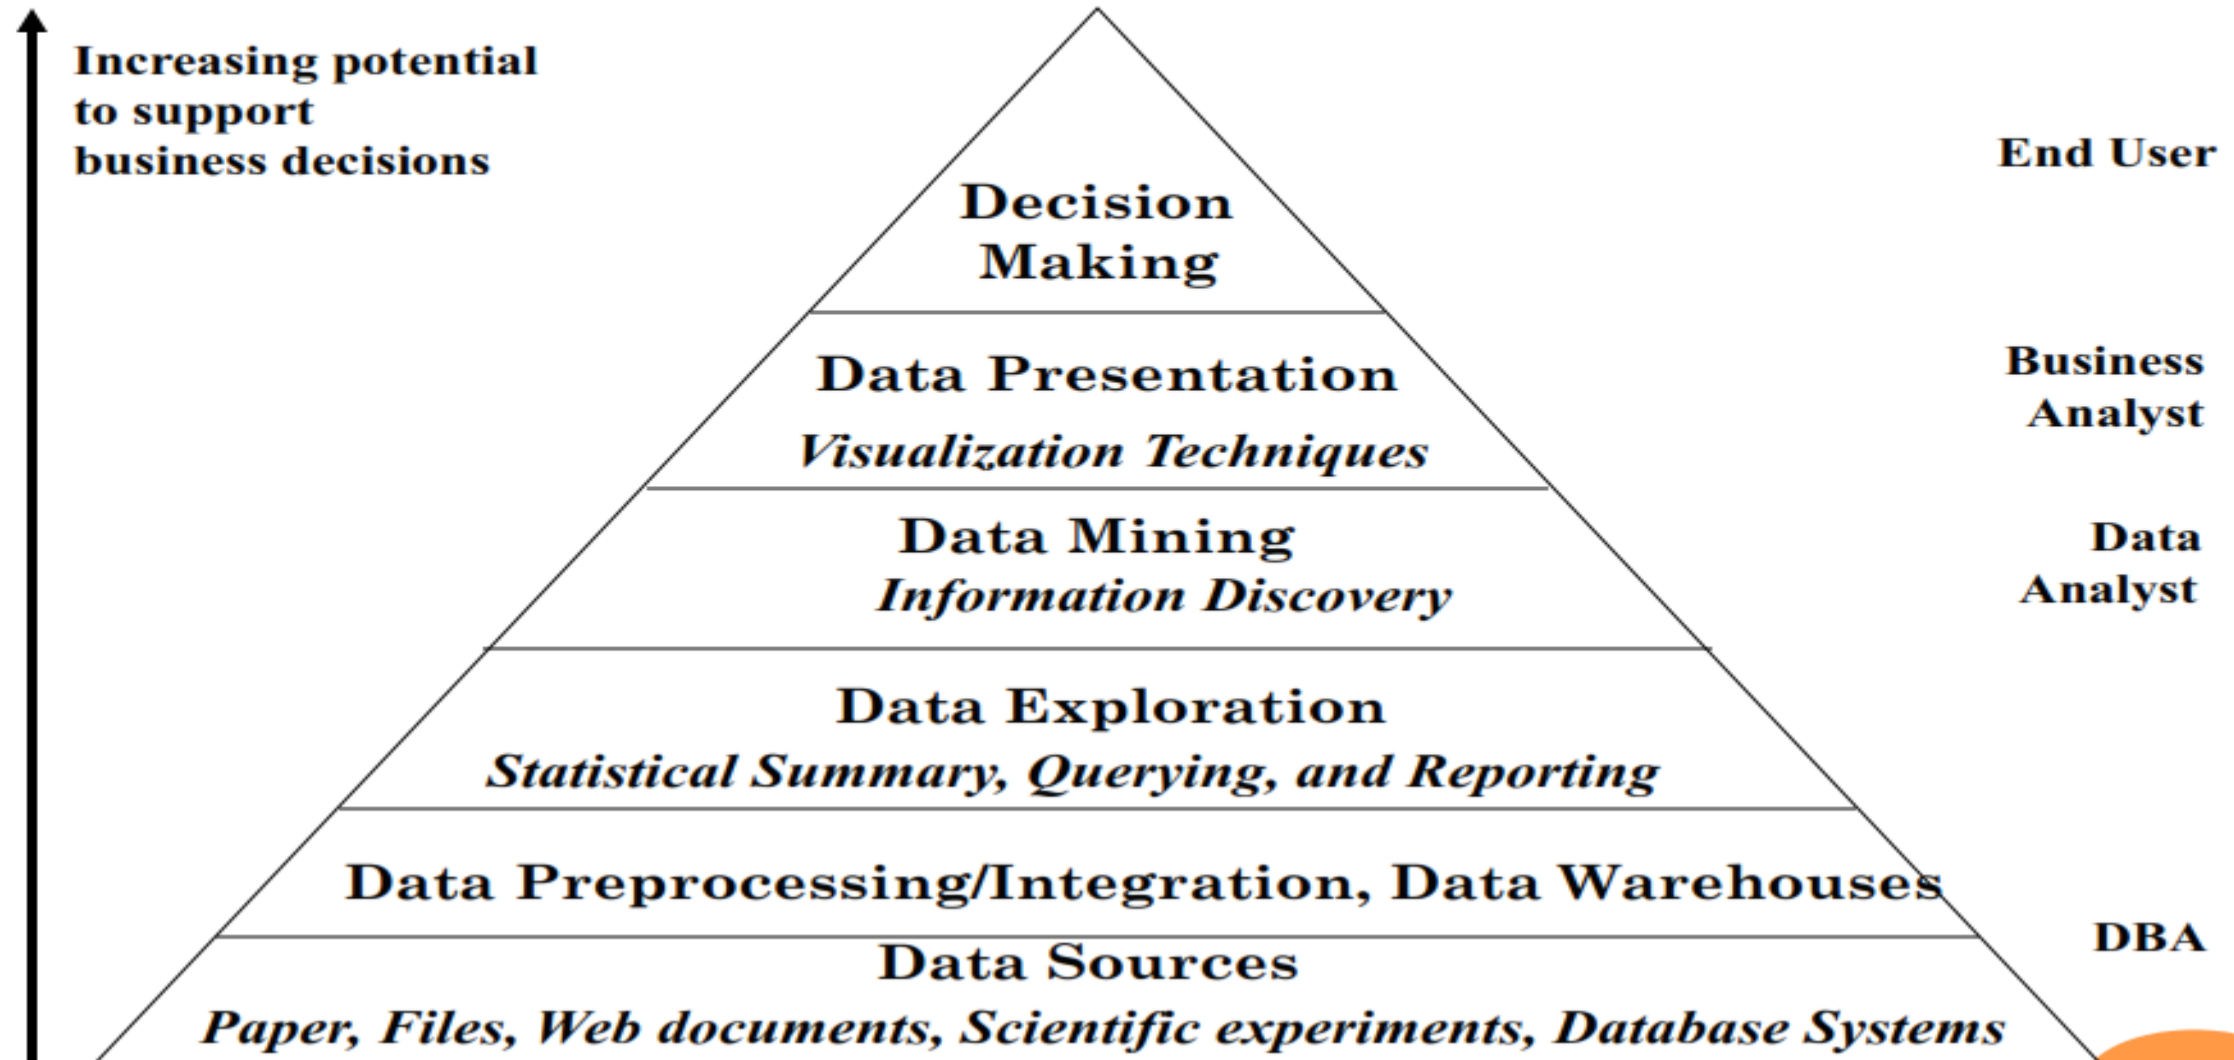 Increasing potential
to support
business decisions
End User
Decision
Making
Data Presentation
Visualization Techniques
Business
Analyst
Data Mining
Information Discovery
Data
Analyst
Data Exploration
Statistical Summary, Querying, and Reporting
Data Preprocessing/Integration, Data Warehouses
DBA
Data Sources
Paper, Files, Web documents, Scientific experiments, Database Systems